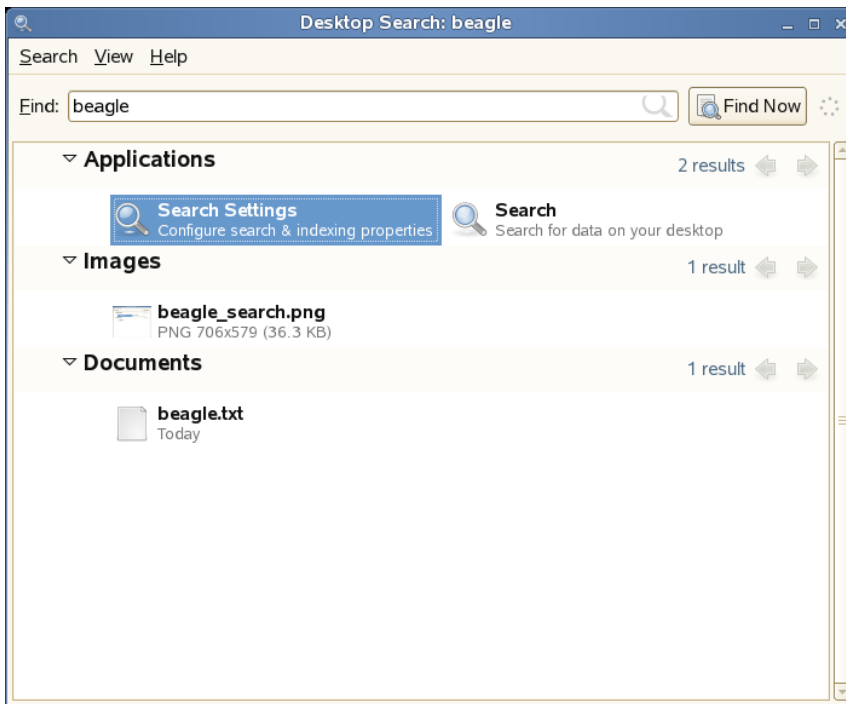 Desktop Search: beagle
Search View Help
Find: beagle Find Now
Applications 2 results
Search Settings Search
Configure search & indexing properties Search for data on your desktop
Images 1 result
beagle_search.png
PNG 706x579 (36.3 KB)
Documents 1 result
beagle.txt
Today